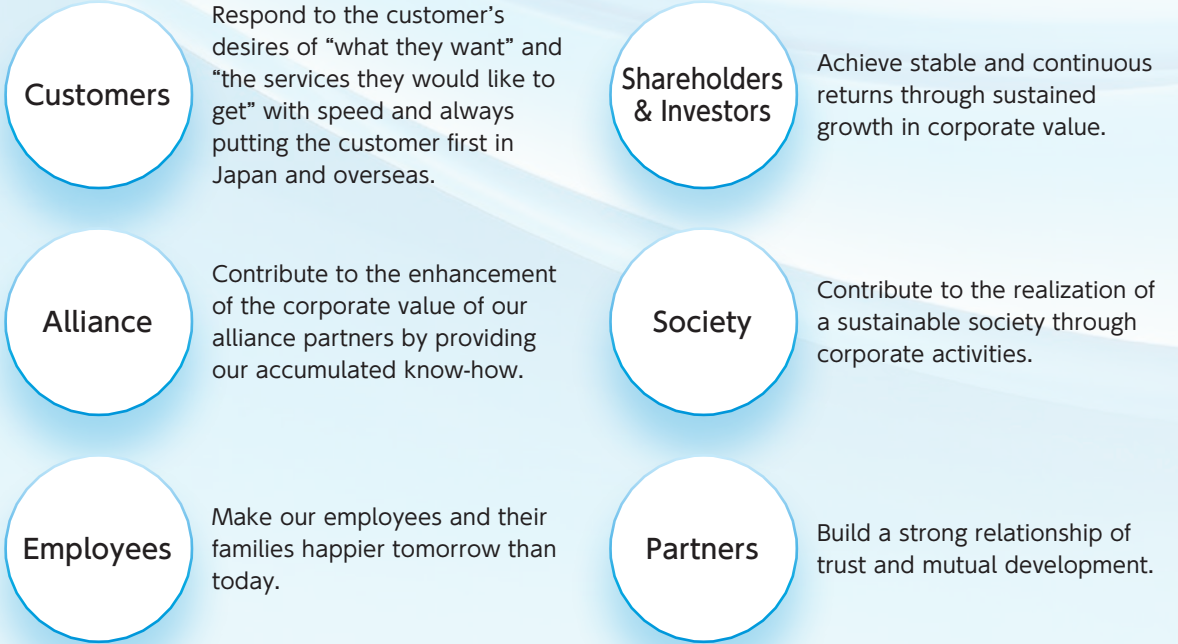 Customers
Respond to the customer’s
desires of “what they want” and
“the services they would like to
get” with speed and always
putting the customer first in
Japan and overseas.
Shareholders
& Investors
Achieve stable and continuous
returns through sustained
growth in corporate value.
Alliance
Contribute to the enhancement
of the corporate value of our
alliance partners by providing
our accumulated know-how.
Society
Contribute to the realization of
a sustainable society through
corporate activities.
Employees
Make our employees and their
families happier tomorrow than
today.
Partners
Build a strong relationship of
trust and mutual development.